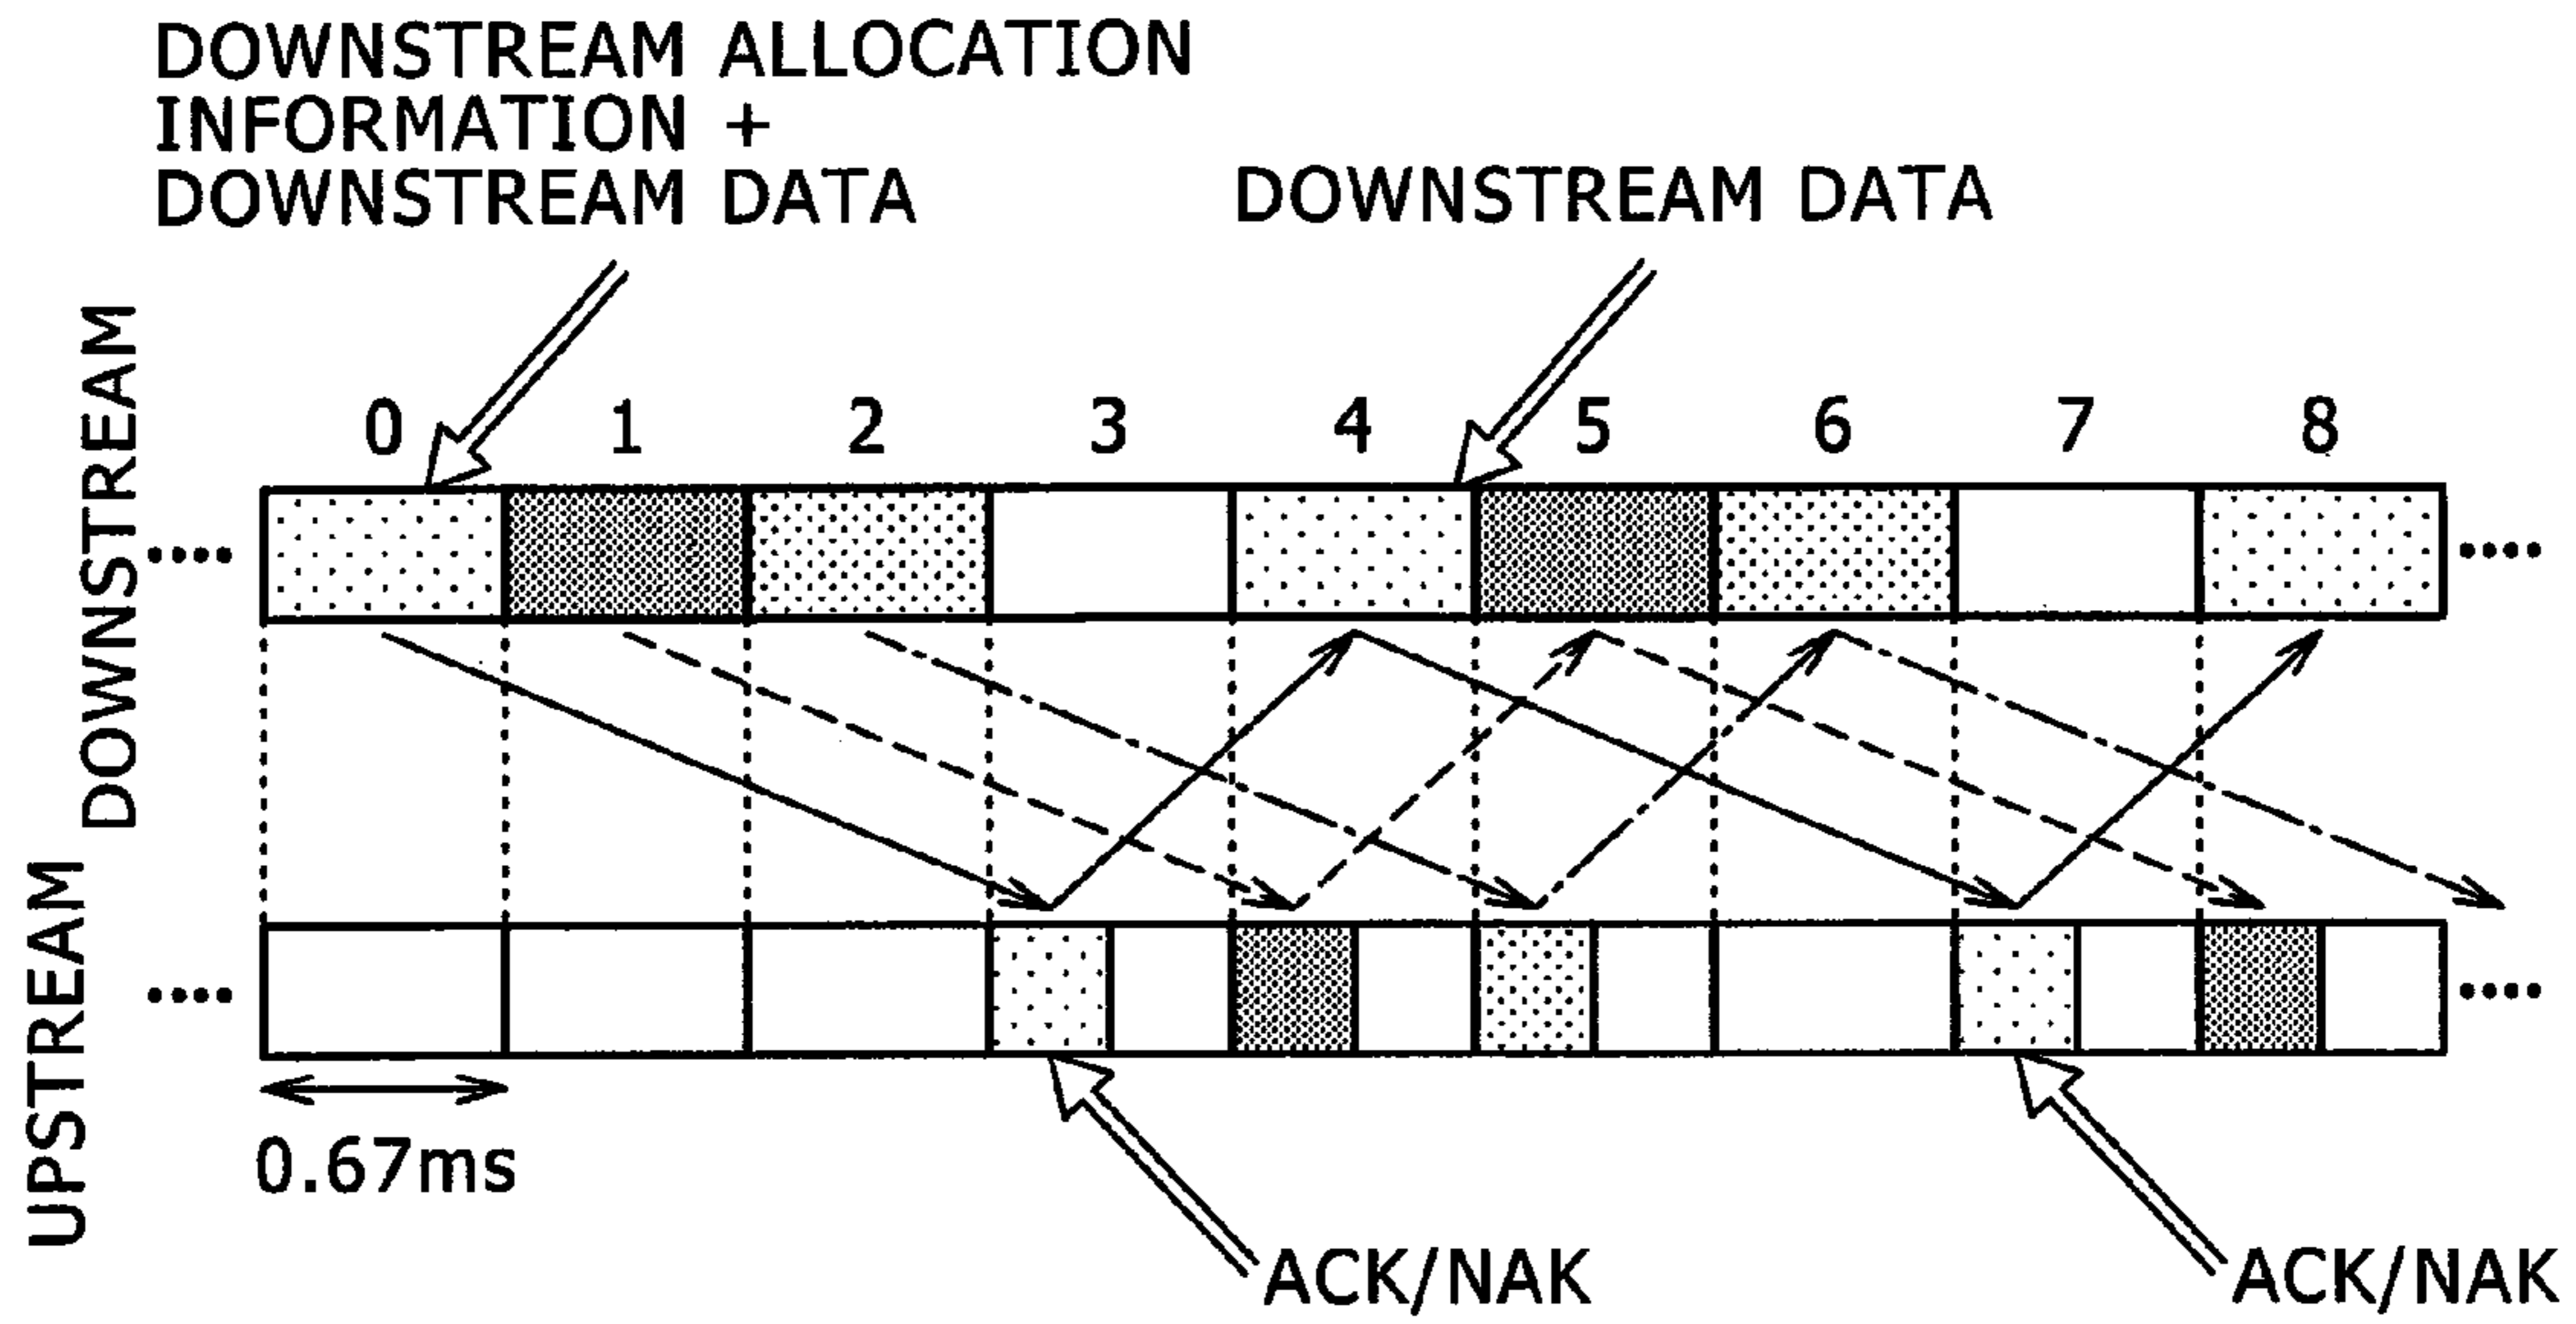 DOWNSTREAM ALLOCATION
INFORMATION +
DOWNSTREAM DATA
DOWNSTREAM DATA
DOWNSTREAM
0 1 2 3 4 5 6 7 8
UPSTREAM
0.67ms
ACK/NAK
ACK/NAK